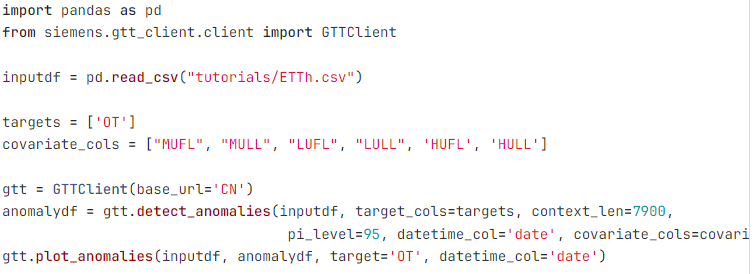 import pandas as pd
from siemens.gtt_client.client import GTTClient
inputdf = pd.read_csv("tutorials/ETTh.csv")
targets = ['OT']
covariate_cols = ["MUFL", "MULL", "LUFL", "LULL", 'HUFL', 'HULL']
gtt = GTTClient(base_url='CN')
anomalydf = gtt.detect_anomalies(inputdf, target_cols=targets, context_len=7900,
pi_level=95, datetime_col='date', covariate_cols=covari
gtt.plot_anomalies(inputdf, anomalydf, target='OT', datetime_col='date')